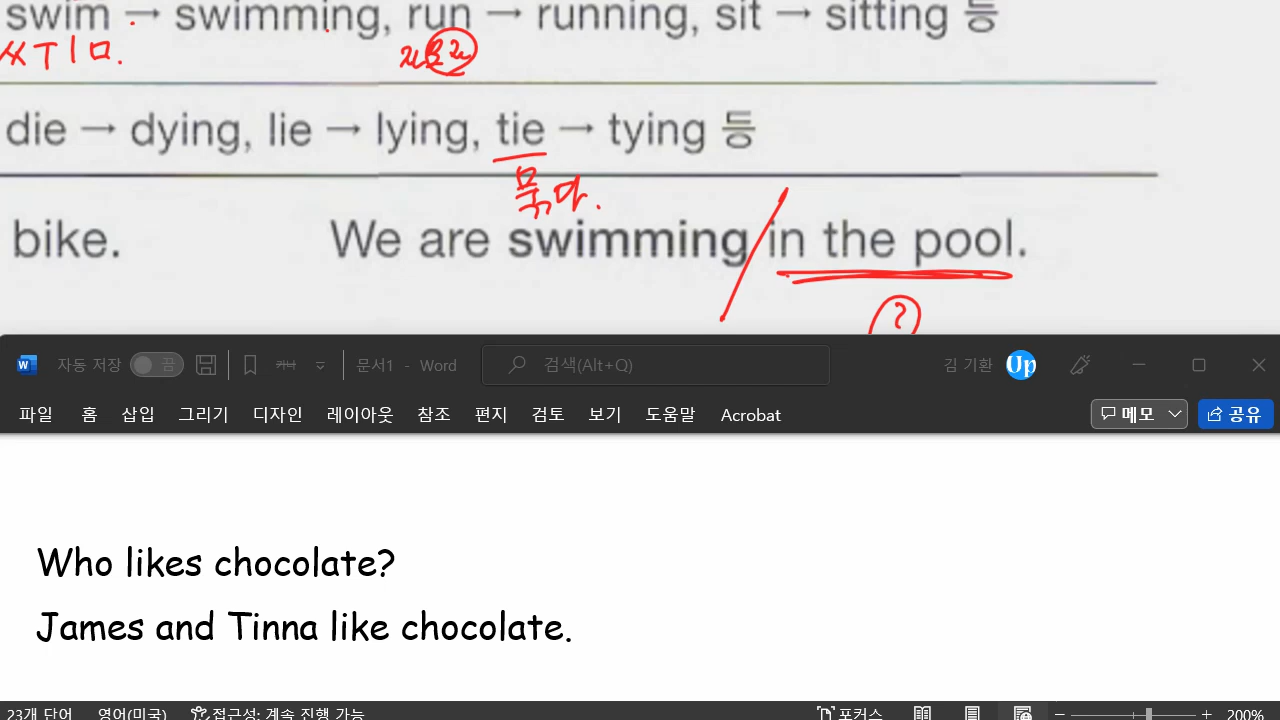 swim → swimming, run → running, sit → sitting 등
die → dying, lie → lying, tie → tying 등
묶다.
bike. We are swimming in the pool.
?
자동 저장 끔 문서1 - Word 검색(Alt+Q) 김 기환 Up
파일 홈 삽입 그리기 디자인 레이아웃 참조 편지 검토 보기 도움말 Acrobat 메모 공유
Who likes chocolate?
James and Tinna like chocolate.
23개 단어 영어(미국) 접근성: 계속 진행 가능 포커스 200%